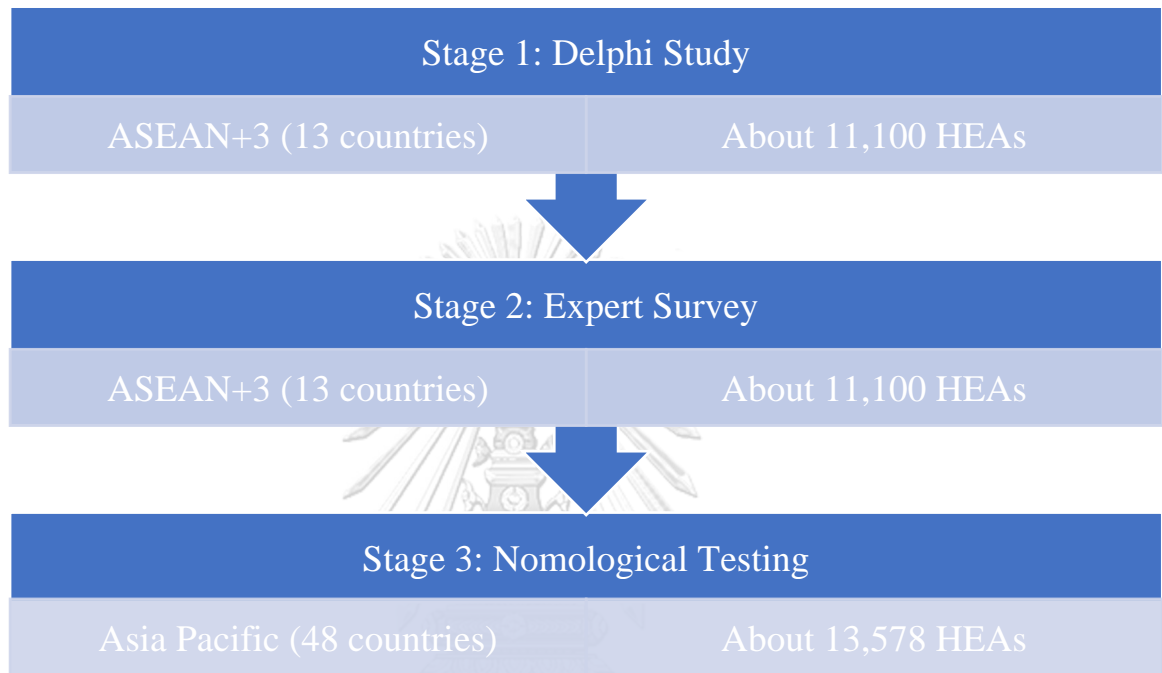 Stage 1: Delphi Study
ASEAN+3 (13 countries) About 11,100 HEAs
Stage 2: Expert Survey
ASEAN+3 (13 countries) About 11,100 HEAs
Stage 3: Nomological Testing
Asia Pacific (48 countries) About 13,578 HEAs